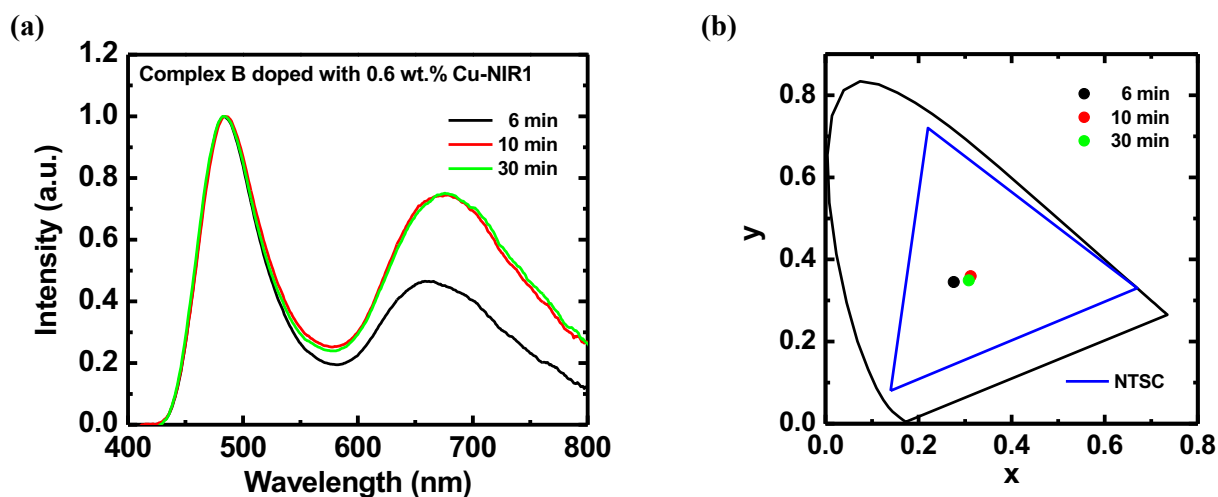 (a)
1.2
1.0
0.8
0.6
0.4
0.2
0.0
Intensity (a.u.)
Complex B doped with 0.6 wt.% Cu-NIR1
6 min
10 min
30 min
400 500 600 700 800
Wavelength (nm)
(b)
0.8
0.6
0.4
0.2
0.0
y
6 min
10 min
30 min
NTSC
0.0 0.2 0.4 0.6 0.8
x